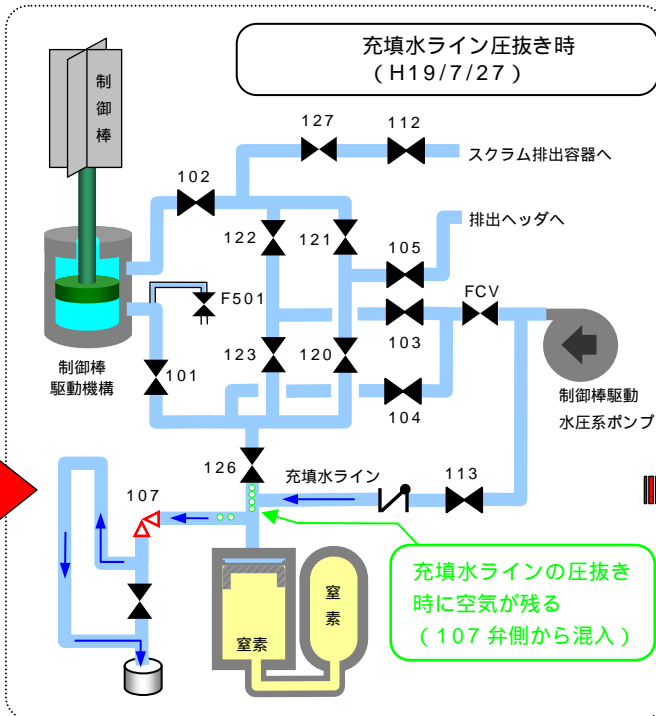 充填水ライン圧抜き時
（H19/7/27）
制
御
棒
127
112
スクラム排出容器へ
102
122
121
排出ヘッダへ
105
FCV
F501
123
120
103
101
制御棒
駆動機構
104
制御棒駆動
水圧系ポンプ
126
充填水ライン
113
107
充填水ラインの圧抜き
時に空気が残る
（107弁側から混入）
窒
素
窒素